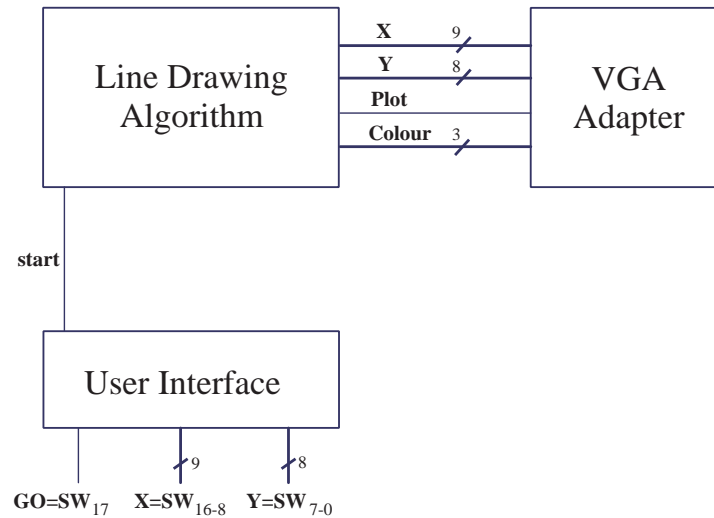 Line Drawing
Algorithm
X 9
Y 8
Plot
Colour 3
VGA
Adapter
start
User Interface
9
8
GO=SW17 X=SW16-8 Y=SW7-0